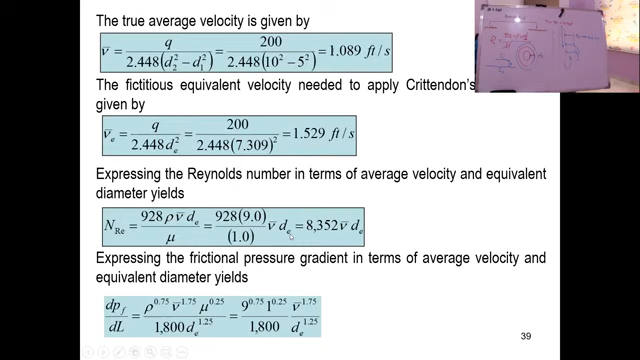 The true average velocity is given by
v̄ = q / 2.448(d₂² − d₁²) = 200 / 2.448(10² − 5²) = 1.089 ft / s
The fictitious equivalent velocity needed to apply Crittendon's
given by
v̄ₑ = q / 2.448dₑ² = 200 / 2.448(7.309)² = 1.529 ft / s
Expressing the Reynolds number in terms of average velocity and equivalent
diameter yields
N_Re = 928 ρ v̄ dₑ / μ = 928(9.0) / (1.0) v̄ dₑ = 8,352 v̄ dₑ
Expressing the frictional pressure gradient in terms of average velocity and
equivalent diameter yields
dp_f / dL = ρ^0.75 v̄^1.75 μ^0.25 / 1,800 dₑ^1.25 = 9^0.75 1^0.25 / 1,800 v̄^1.75 / dₑ^1.25
39